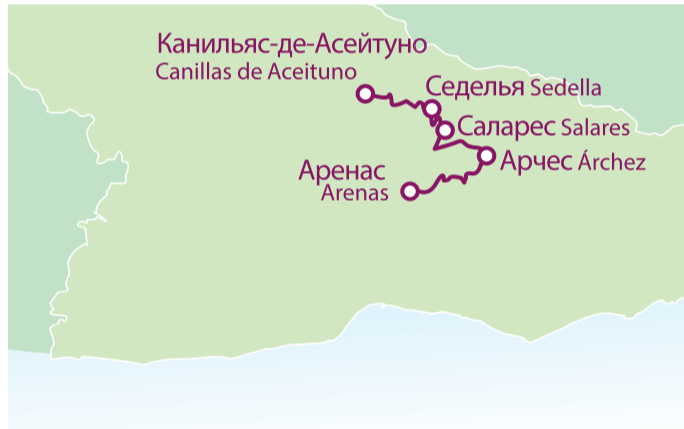 Канильяс-де-Асейтуно
Canillas de Aceituno
Седелья Sedella
Саларес Salares
Арчес Árchez
Аренас
Arenas